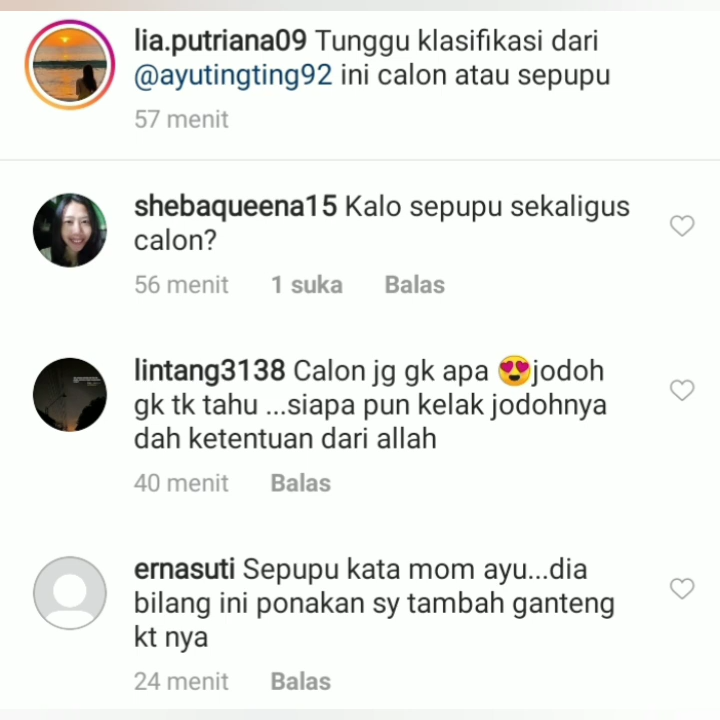 lia.putriana09 Tunggu klasifikasi dari
@ayutingting92 ini calon atau sepupu
57 menit
shebaqueena15 Kalo sepupu sekaligus
calon?
56 menit 1 suka Balas
lintang3138 Calon jg gk apa 😍jodoh
gk tk tahu ...siapa pun kelak jodohnya
dah ketentuan dari allah
40 menit Balas
ernasuti Sepupu kata mom ayu...dia
bilang ini ponakan sy tambah ganteng
kt nya
24 menit Balas